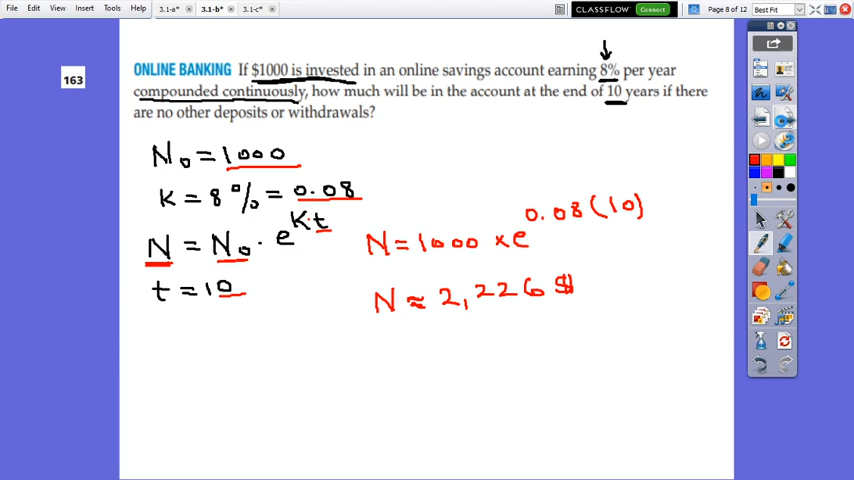 File Edit View Insert Tools Help 3.1-a* 3.1-b* 3.1-c* CLASSFLOW Connect Page 8 of 12 Best Fit
163
ONLINE BANKING If $1000 is invested in an online savings account earning 8% per year
compounded continuously, how much will be in the account at the end of 10 years if there
are no other deposits or withdrawals?
N₀ = 1000
K = 8% = 0.08
N = N₀ · e^K·t
t = 10
N = 1000 × e^0.08(10)
N ≈ 2,226 $